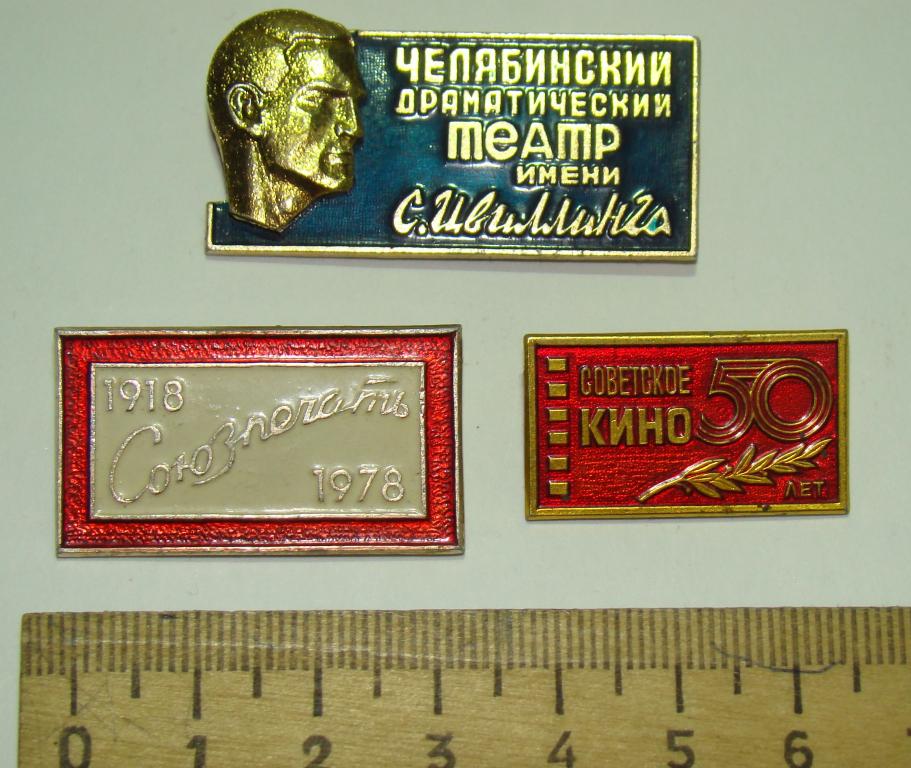 ЧЕЛЯБИНСКИЙ
ДРАМАТИЧЕСКИЙ
ТЕАТР
ИМЕНИ
С.Цвиллинга
1918
Союзпечать
1978
СОВЕТСКОЕ 50
КИНО
ЛЕТ
0 1 2 3 4 5 6